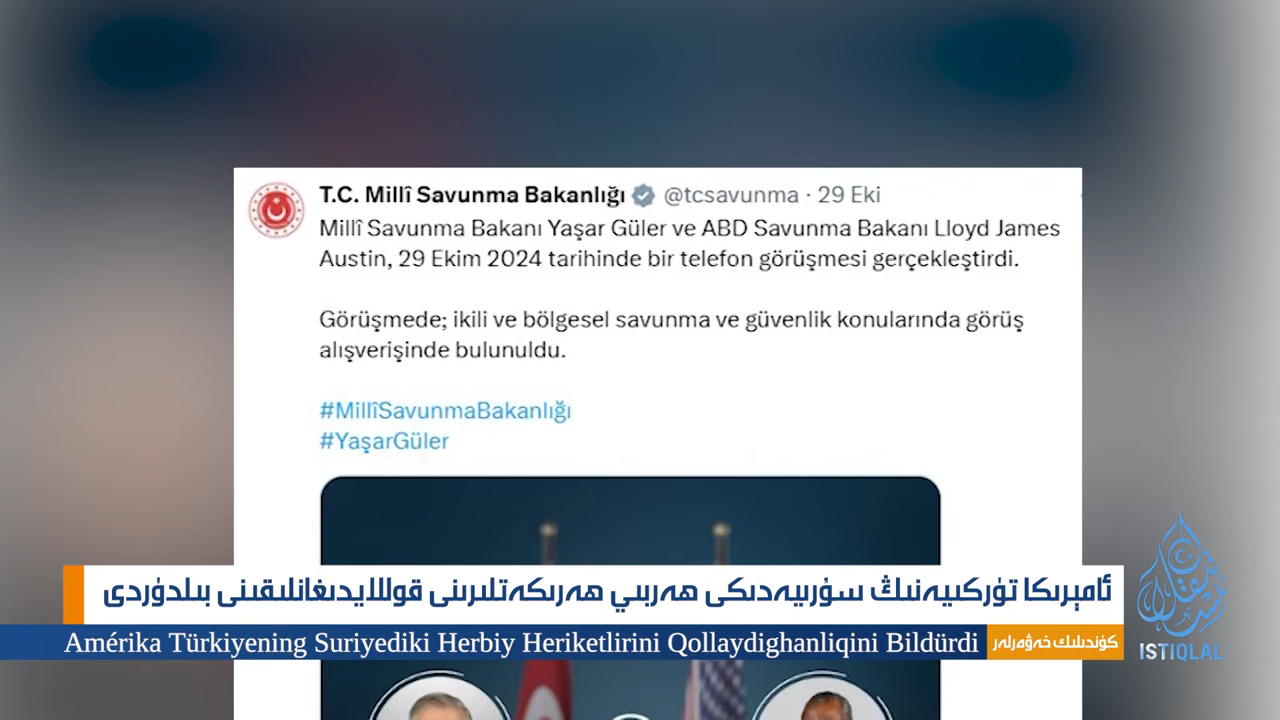 T.C. Millî Savunma Bakanlığı @tcsavunma · 29 Eki
Millî Savunma Bakanı Yaşar Güler ve ABD Savunma Bakanı Lloyd James
Austin, 29 Ekim 2024 tarihinde bir telefon görüşmesi gerçekleştirdi.
Görüşmede; ikili ve bölgesel savunma ve güvenlik konularında görüş
alışverişinde bulunuldu.
#MillîSavunmaBakanlığı
#YaşarGüler
ئامېرىكا تۈركىيەنىڭ سۈرىيەدىكى ھەربىي ھەرىكەتلىرىنى قوللايدىغانلىقىنى بىلدۈردى
Amérika Türkiyening Suriyediki Herbiy Heriketlirini Qollaydighanliqini Bildürdi
كۈندىلىك خەۋەرلەر
ISTIQLAL